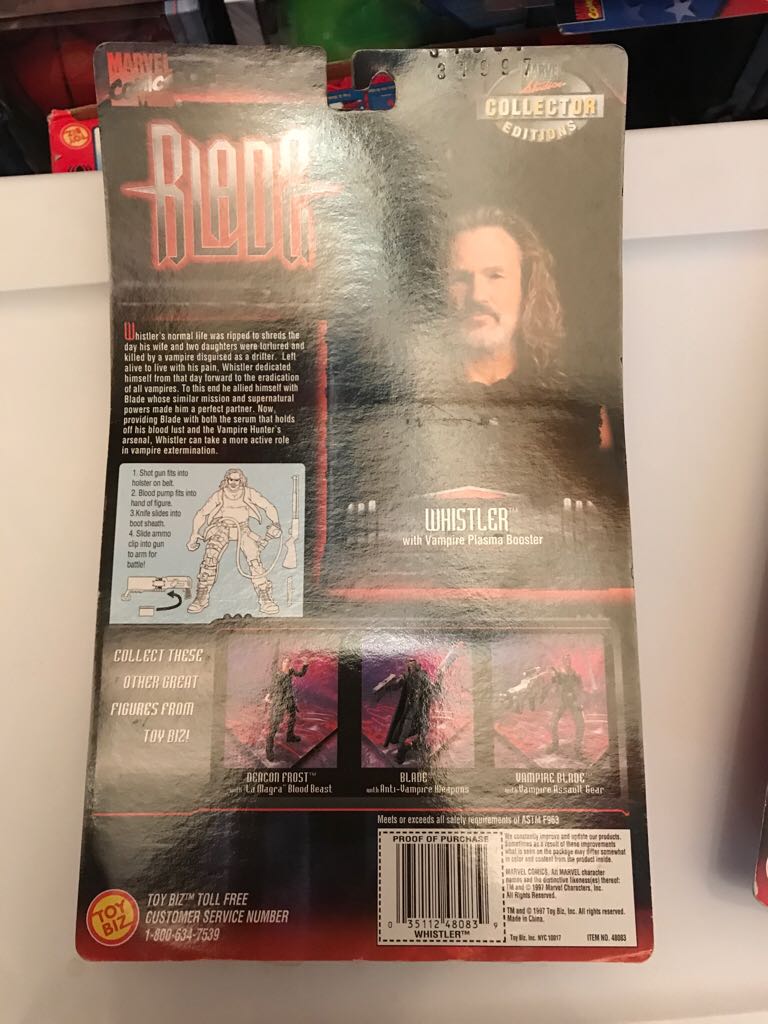 MARVEL
COMICS
31997
MARVEL
Studios
COLLECTOR
EDITIONS
BLADE
Whistler's normal life was ripped to shreds the
day his wife and two daughters were tortured and
killed by a vampire disguised as a drifter. Left
alive to live with his pain, Whistler dedicated
himself from that day forward to the eradication
of all vampires. To this end he allied himself with
Blade whose similar mission and supernatural
powers made him a perfect partner. Now,
providing Blade with both the serum that holds
off his blood lust and the Vampire Hunter's
arsenal, Whistler can take a more active role
in vampire extermination.
1. Shot gun fits into
holster on belt.
2. Blood pump fits into
hand of figure.
3.Knife slides into
boot sheath.
4. Slide ammo
clip into gun
to arm for
battle!
WHISTLER™
with Vampire Plasma Booster
COLLECT THESE
OTHER GREAT
FIGURES FROM
TOY BIZ!
DEACON FROST™
with "La Magra" Blood Beast
BLADE™
with Anti-Vampire Weapons
VAMPIRE BLADE™
with Vampire Assault Gear
Meets or exceeds all safety requirements of ASTM F963
PROOF OF PURCHASE
0 35112 48083 9
WHISTLER™
We constantly improve and update our products.
Sometimes as a result of these improvements
what is seen on the package may differ somewhat
in color and content from the product inside.
MARVEL COMICS, All MARVEL character
names and the distinctive likeness(es) thereof:
TM and © 1997 Marvel Characters, Inc.
All Rights Reserved.
TM and © 1997 Toy Biz, Inc. All rights reserved.
Made in China.
Toy Biz, Inc. NYC 10017 ITEM NO. 48083
TOY
BIZ
TOY BIZ™ TOLL FREE
CUSTOMER SERVICE NUMBER
1-800-634-7539